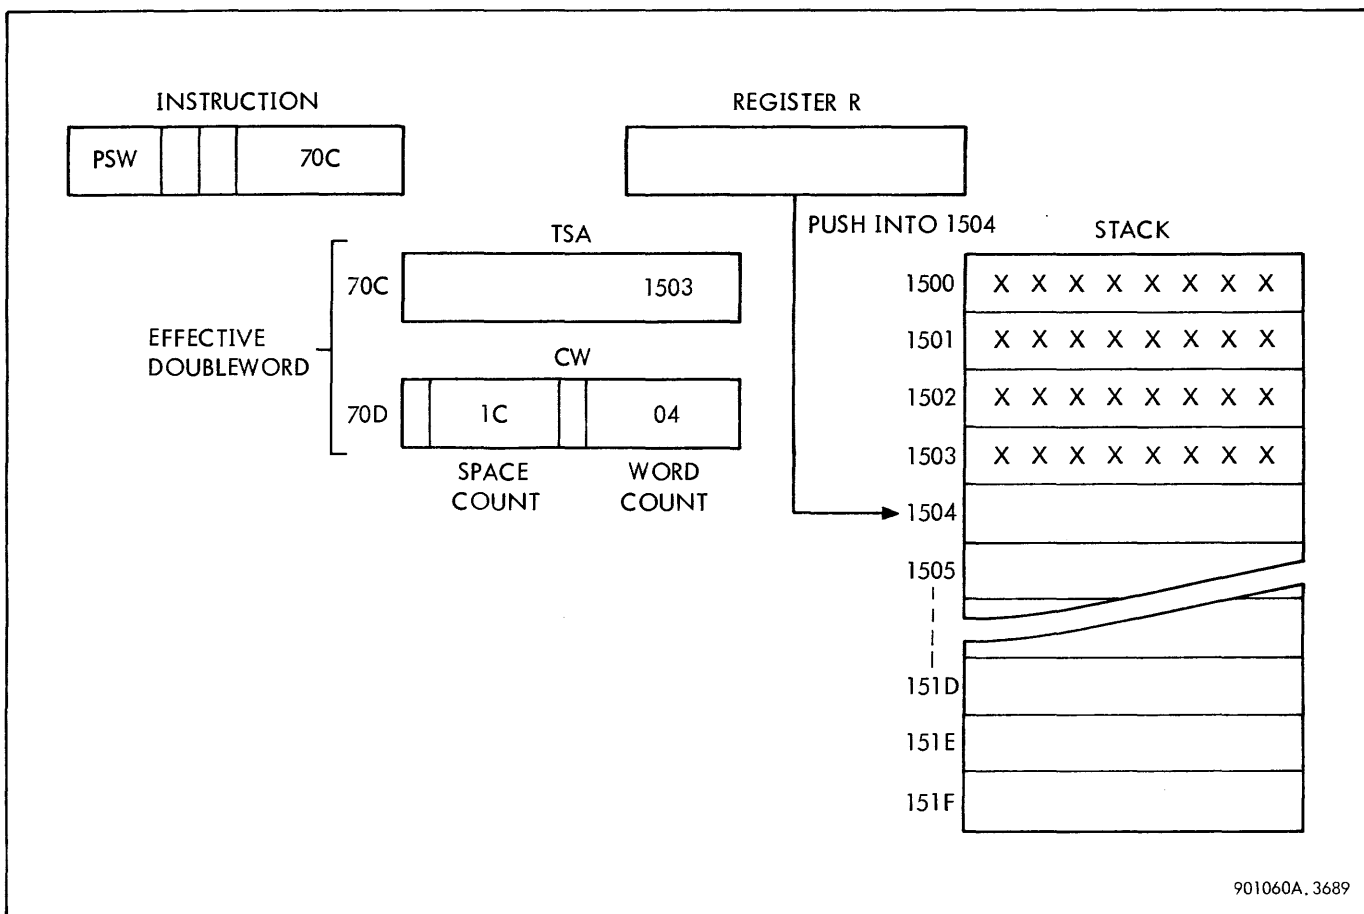 INSTRUCTION
REGISTER R
PSW
70C
PUSH INTO 1504
TSA
STACK
70C
1503
1500
X X X X X X X X
1501
X X X X X X X X
EFFECTIVE
DOUBLEWORD
CW
1502
X X X X X X X X
70D
1C
04
1503
X X X X X X X X
SPACE
COUNT
WORD
COUNT
1504
1505
151D
151E
151F
901060A.3689